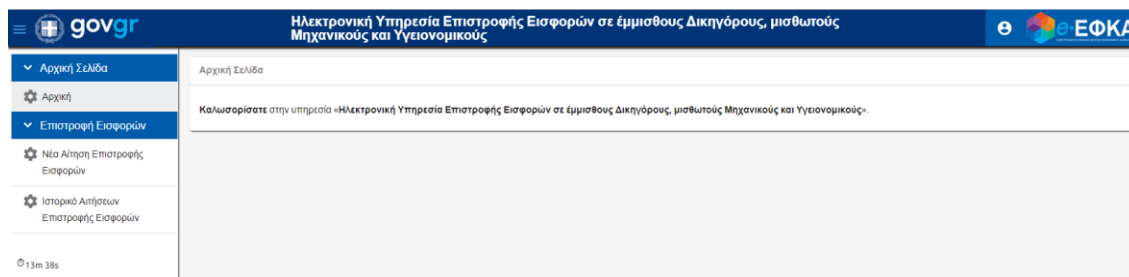 govgr
Ηλεκτρονική Υπηρεσία Επιστροφής Εισφορών σε έμμισθους Δικηγόρους, μισθωτούς
Μηχανικούς και Υγειονομικούς
e-ΕΦΚΑ
Αρχική Σελίδα
Αρχική
Επιστροφή Εισφορών
Νέα Αίτηση Επιστροφής
Εισφορών
Ιστορικό Αιτήσεων
Επιστροφής Εισφορών
13m 38s
Αρχική Σελίδα
Καλωσορίσατε στην υπηρεσία «Ηλεκτρονική Υπηρεσία Επιστροφής Εισφορών σε έμμισθους Δικηγόρους, μισθωτούς Μηχανικούς και Υγειονομικούς».